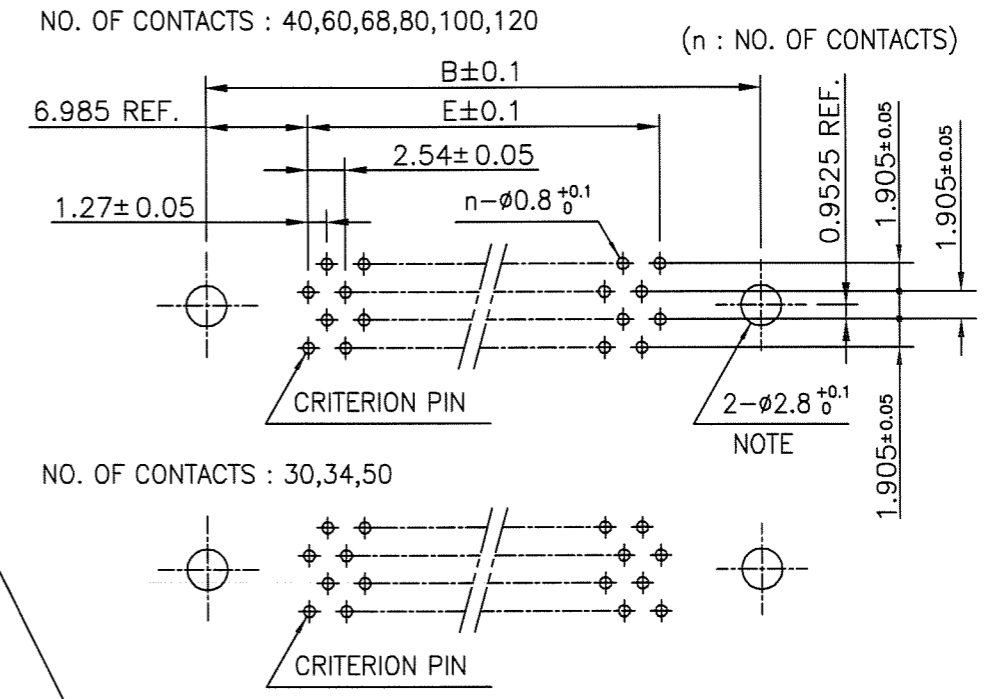 NO. OF CONTACTS : 40,60,68,80,100,120
(n : NO. OF CONTACTS)
B±0.1
6.985 REF.
E±0.1
2.54±0.05
1.27±0.05
n-ø0.8 +0.1 0
0.9525 REF.
1.905±0.05
1.905±0.05
CRITERION PIN
2-ø2.8 +0.1 0
NOTE
1.905±0.05
NO. OF CONTACTS : 30,34,50
CRITERION PIN